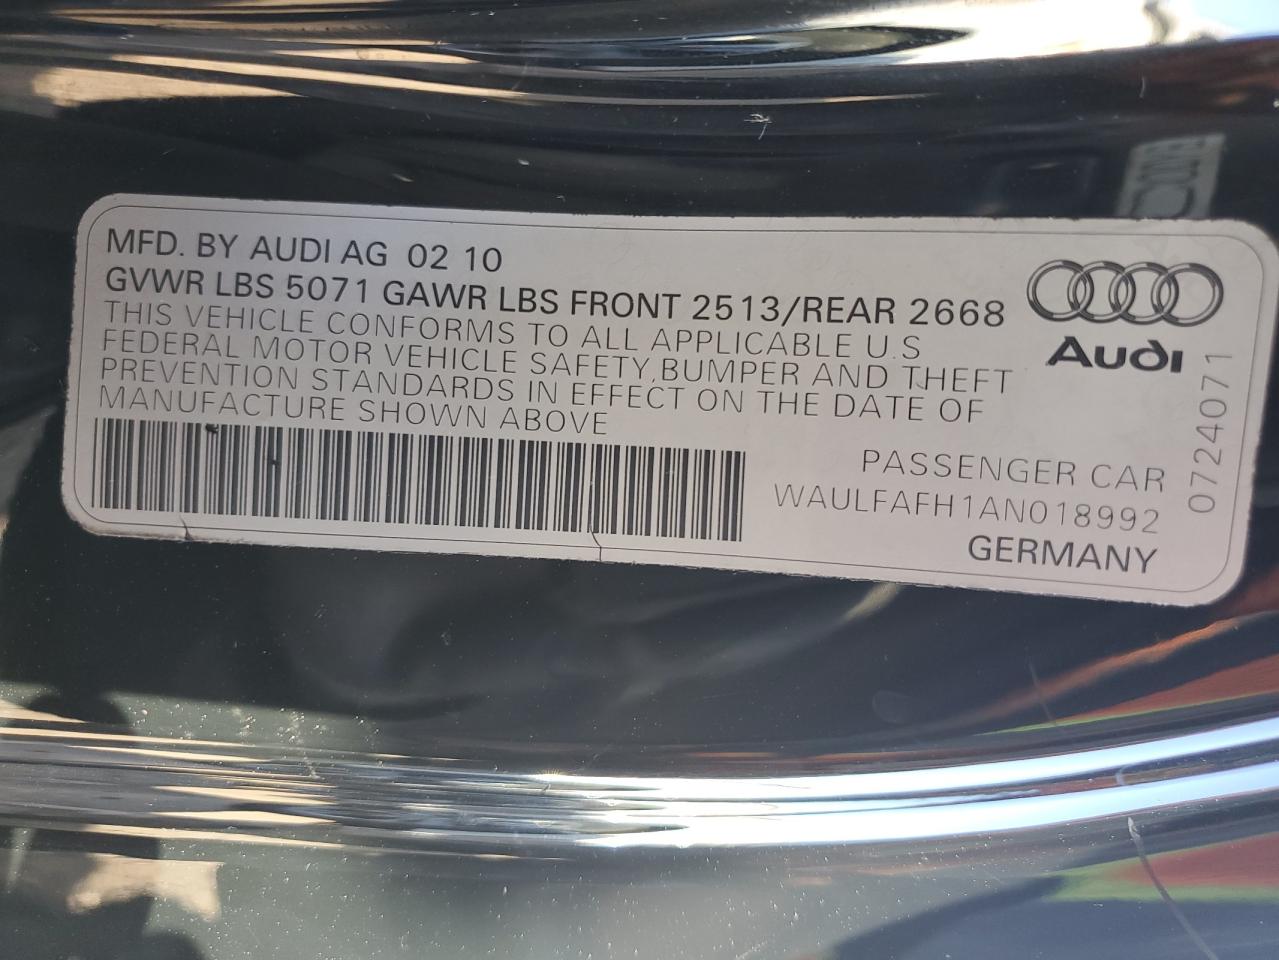 MFD. BY AUDI AG 02 10
GVWR LBS 5071 GAWR LBS FRONT 2513/REAR 2668
THIS VEHICLE CONFORMS TO ALL APPLICABLE U.S
FEDERAL MOTOR VEHICLE SAFETY,BUMPER AND THEFT
PREVENTION STANDARDS IN EFFECT ON THE DATE OF
MANUFACTURE SHOWN ABOVE
Audi
07224071
PASSENGER CAR
WAULFAFH1AN018992
GERMANY